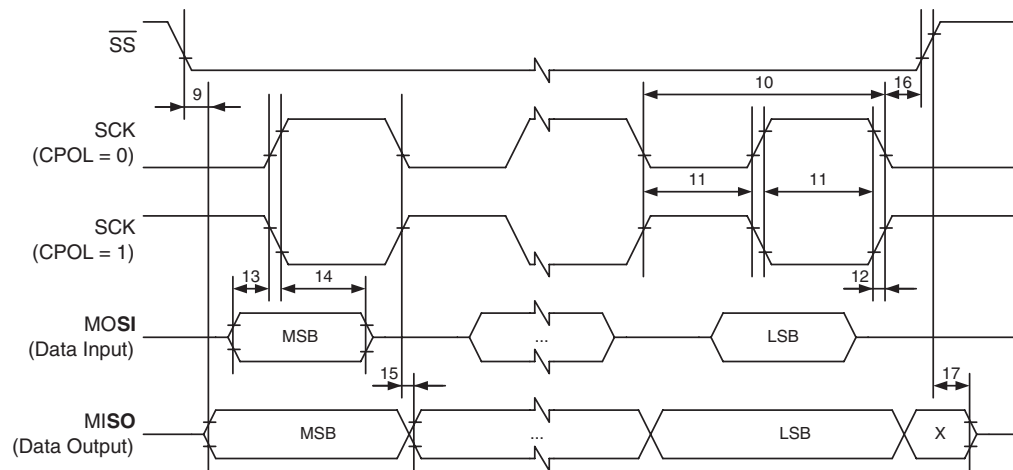 SS
10
16
9
SCK
(CPOL = 0)
11
11
SCK
(CPOL = 1)
13
14
12
MOSI
(Data Input)
MSB
...
LSB
15
17
MISO
(Data Output)
MSB
...
LSB
X